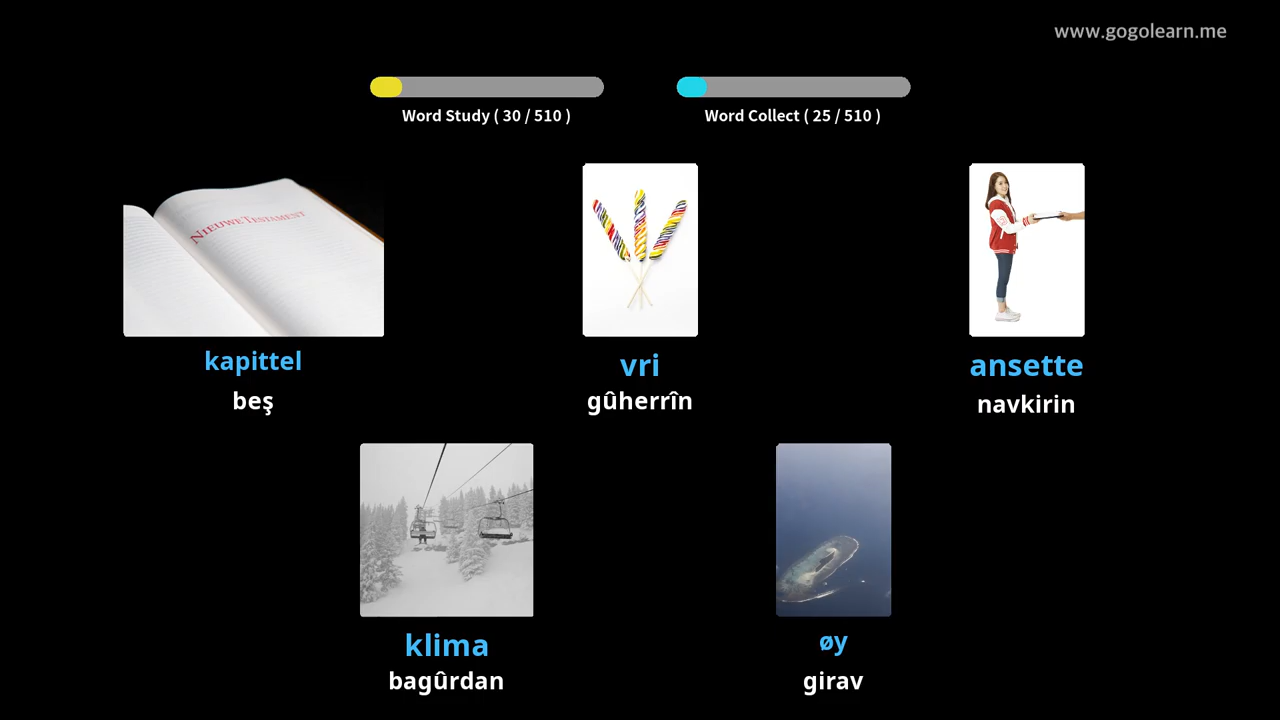 www.gogolearn.me
Word Study ( 30 / 510 )
Word Collect ( 25 / 510 )
NIEUWE TESTAMENT
kapittel
beş
vri
gûherrîn
ansette
navkirin
klima
bagûrdan
øy
girav